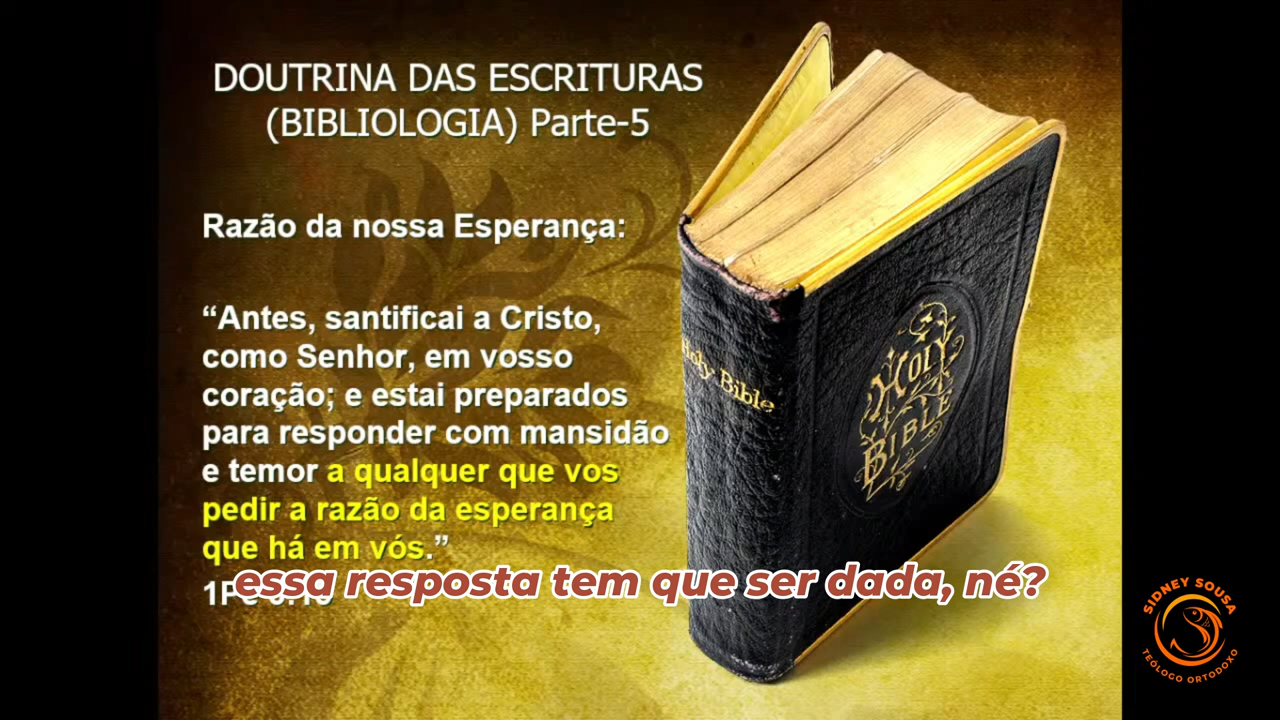 DOUTRINA DAS ESCRITURAS
(BIBLIOLOGIA) Parte-5
Razão da nossa Esperança:
“Antes, santificai a Cristo,
como Senhor, em vosso
coração; e estai preparados
para responder com mansidão
e temor a qualquer que vos
pedir a razão da esperança
que há em vós.”
essa resposta tem que ser dada, né?
Holy Bible
HOLY
BIBLE
SIDNEY SOUSA
TEÓLOGO ORTODOXO